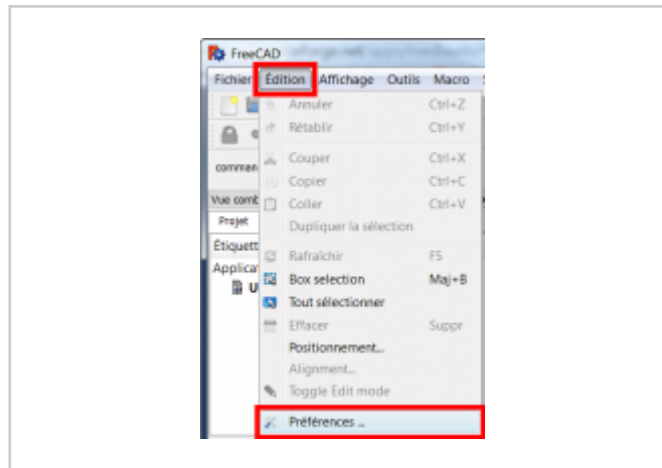 FreeCAD
Fichier Édition Affichage Outils Macro
Annuler Ctrl+Z
Rétablir Ctrl+Y
Couper Ctrl+X
Copier Ctrl+C
Coller Ctrl+V
Dupliquer la sélection
Rafraîchir F5
Box selection Maj+B
Tout sélectionner
Effacer Suppr
Positionnement...
Alignment...
Toggle Edit mode
Préférences ...
comman
Vue comb
Projet
Étiquett
Applica
U